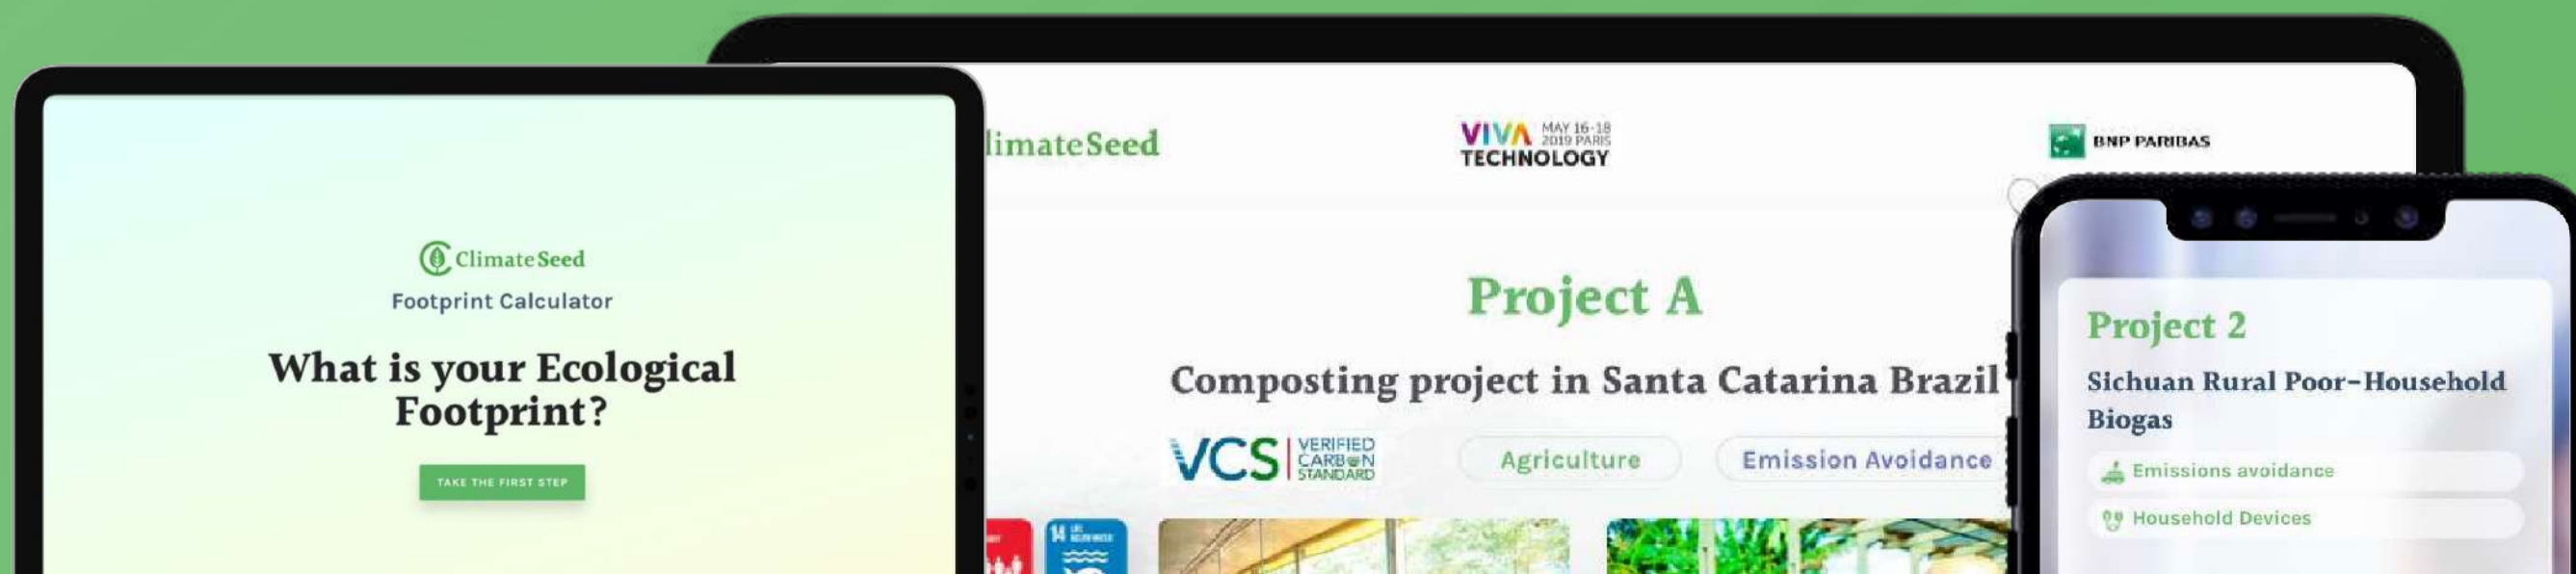 ClimateSeed
Footprint Calculator
What is your Ecological
Footprint?
TAKE THE FIRST STEP
limateSeed
VIVA MAY 16-18
2019 PARIS
TECHNOLOGY
BNP PARIBAS
Project A
Composting project in Santa Catarina Brazil
VCS VERIFIED
CARBON
STANDARD
Agriculture
Emission Avoidance
14
Project 2
Sichuan Rural Poor-Household
Biogas
Emissions avoidance
Household Devices